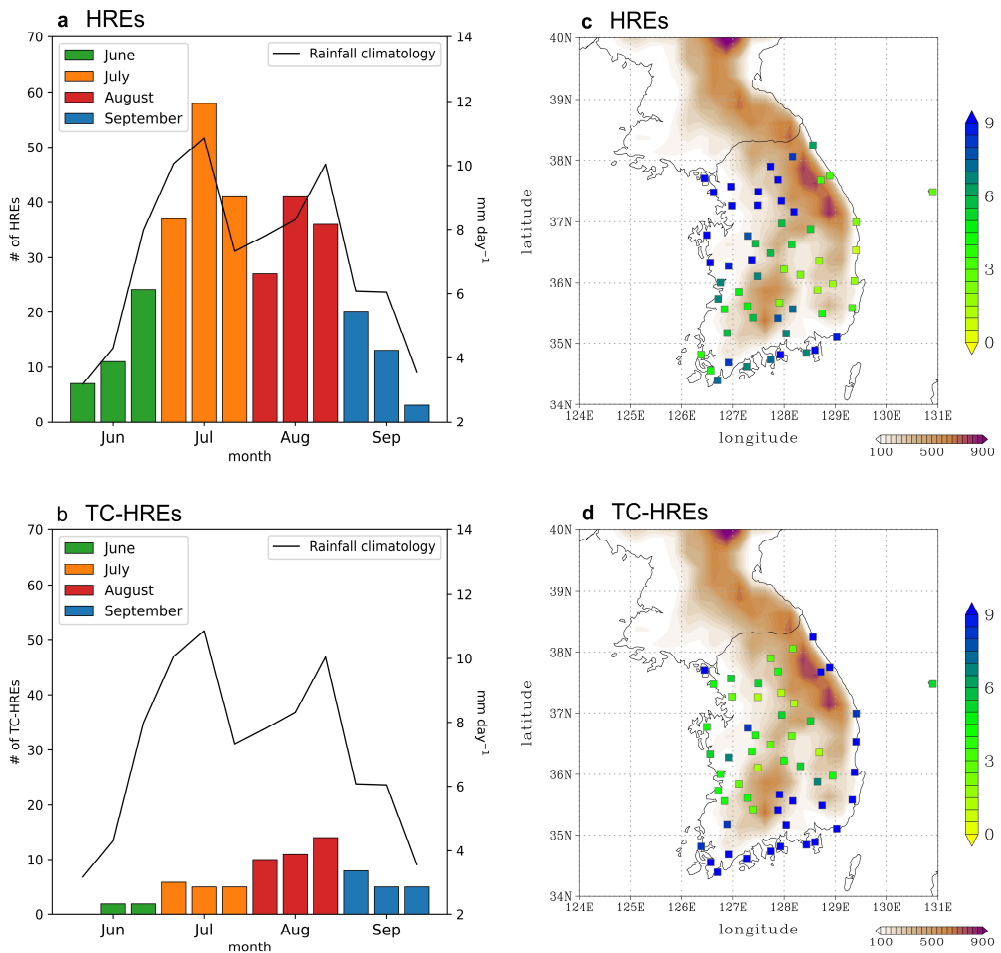 a HREs
70
60
50
40
30
20
10
0
# of HREs
June
July
August
September
Rainfall climatology
14
12
10
8
6
4
2
mm day⁻¹
Jun Jul Aug Sep
month
c HREs
40N
39N
38N
37N
36N
35N
34N
latitude
124E 125E 126E 127E 128E 129E 130E 131E
longitude
9
6
3
0
100 500 900
b TC-HREs
70
60
50
40
30
20
10
0
# of TC-HREs
June
July
August
September
Rainfall climatology
14
12
10
8
6
4
2
mm day⁻¹
Jun Jul Aug Sep
month
d TC-HREs
40N
39N
38N
37N
36N
35N
34N
latitude
124E 125E 126E 127E 128E 129E 130E 131E
longitude
9
6
3
0
100 500 900